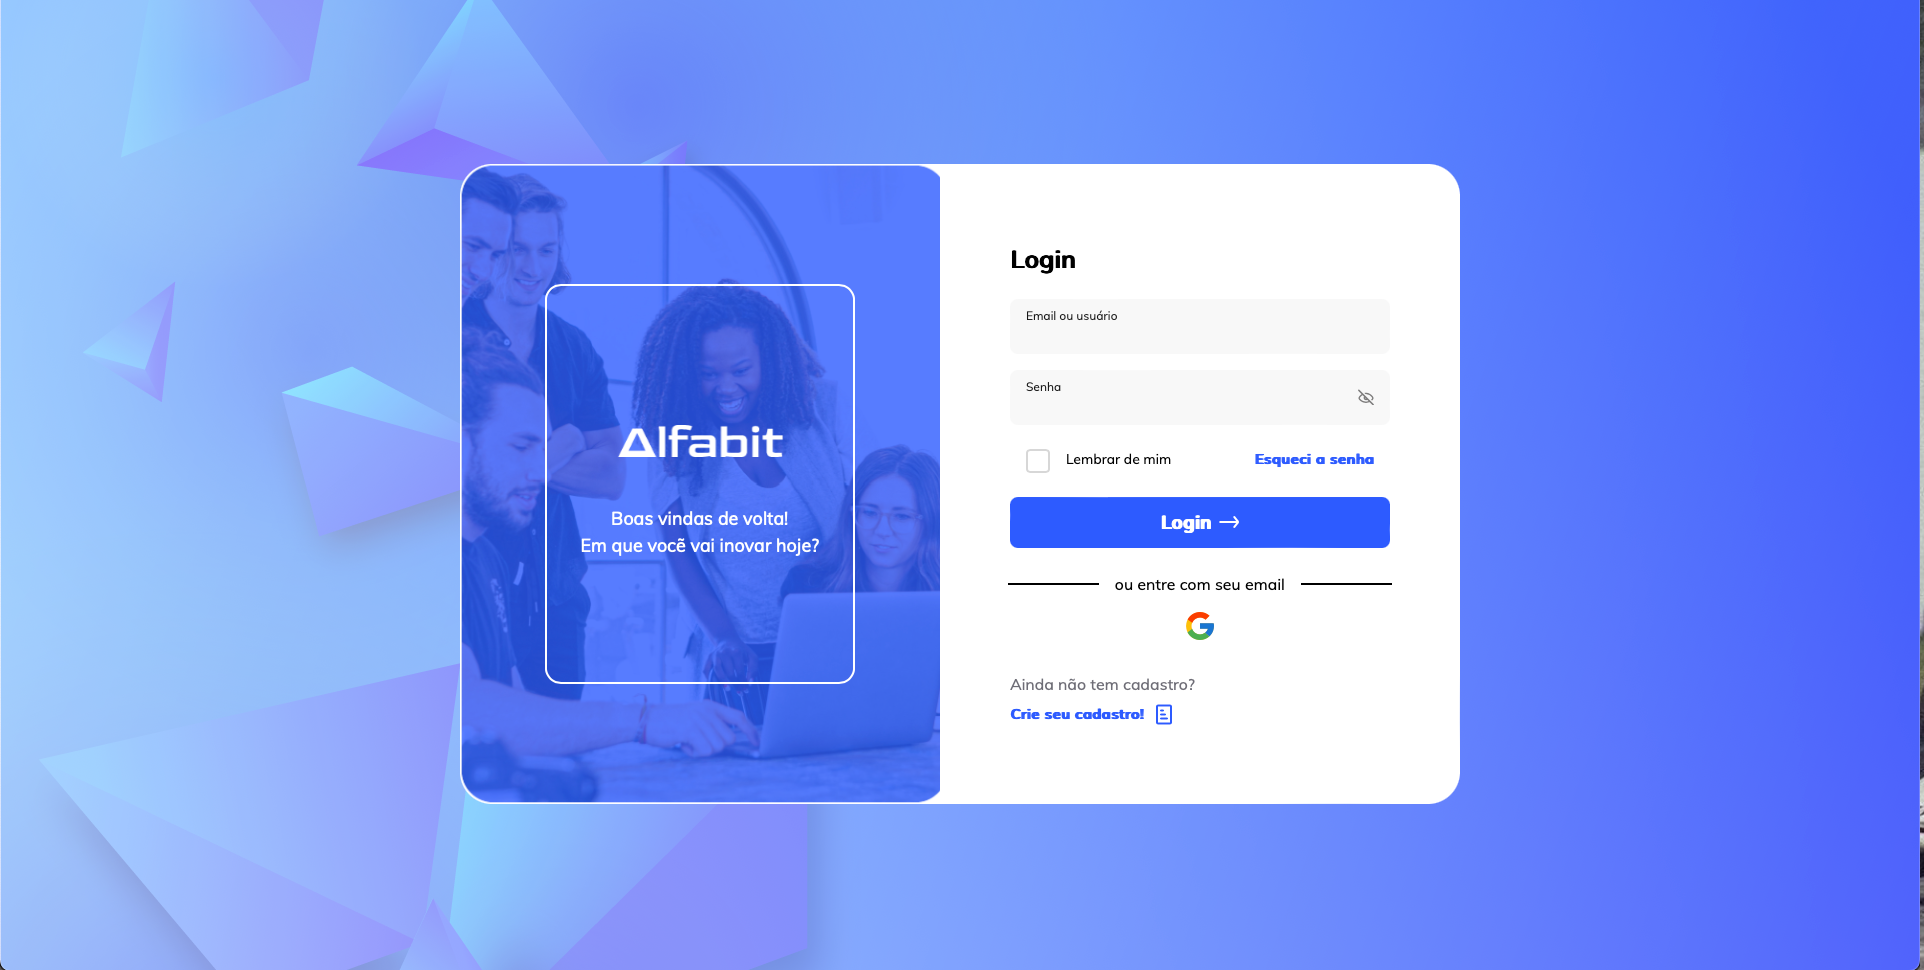 Alfabit
Boas vindas de volta!
Em que você vai inovar hoje?
Login
Email ou usuário
Senha
Lembrar de mim
Esqueci a senha
Login →
ou entre com seu email
Ainda não tem cadastro?
Crie seu cadastro!